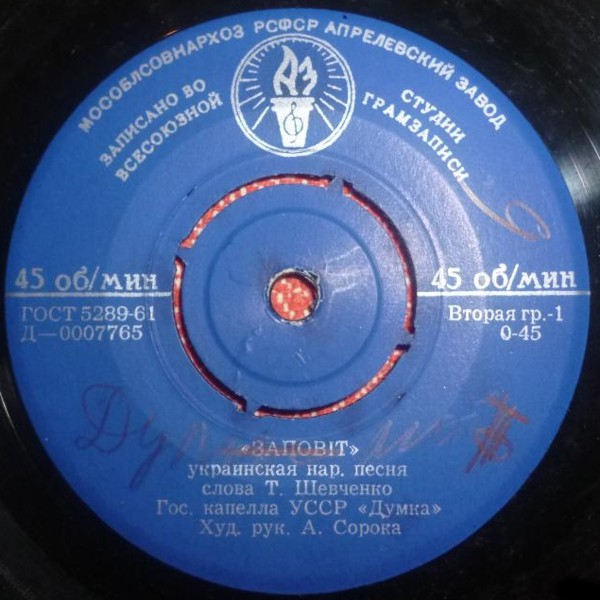 МОСОБЛСОВНАРХОЗ РСФСР АПРЕЛЕВСКИЙ ЗАВОД
ЗАПИСАНО ВО
ВСЕСОЮЗНОЙ
СТУДИИ
ГРАМЗАПИСИ
АЗ
45 об/мин
45 об/мин
ГОСТ 5289-61
Д—0007765
Вторая гр.-1
0-45
«ЗАПОВІТ»
украинская нар. песня
слова Т. Шевченко
Гос. капелла УССР «Думка»
Худ. рук. А. Сорока